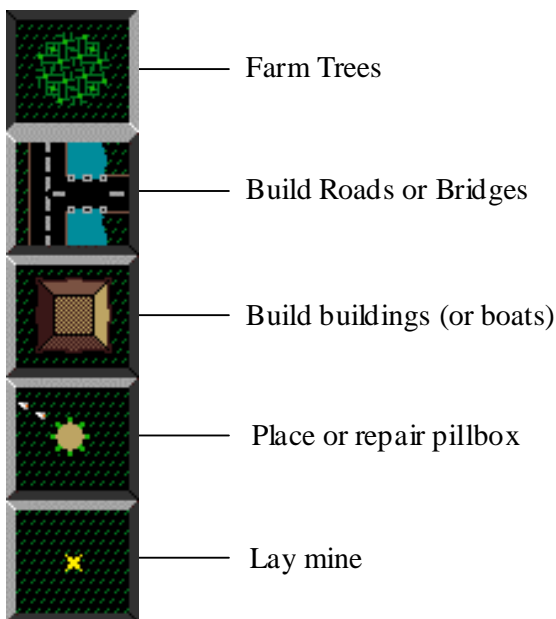 Farm Trees
Build Roads or Bridges
Build buildings (or boats)
Place or repair pillbox
Lay mine